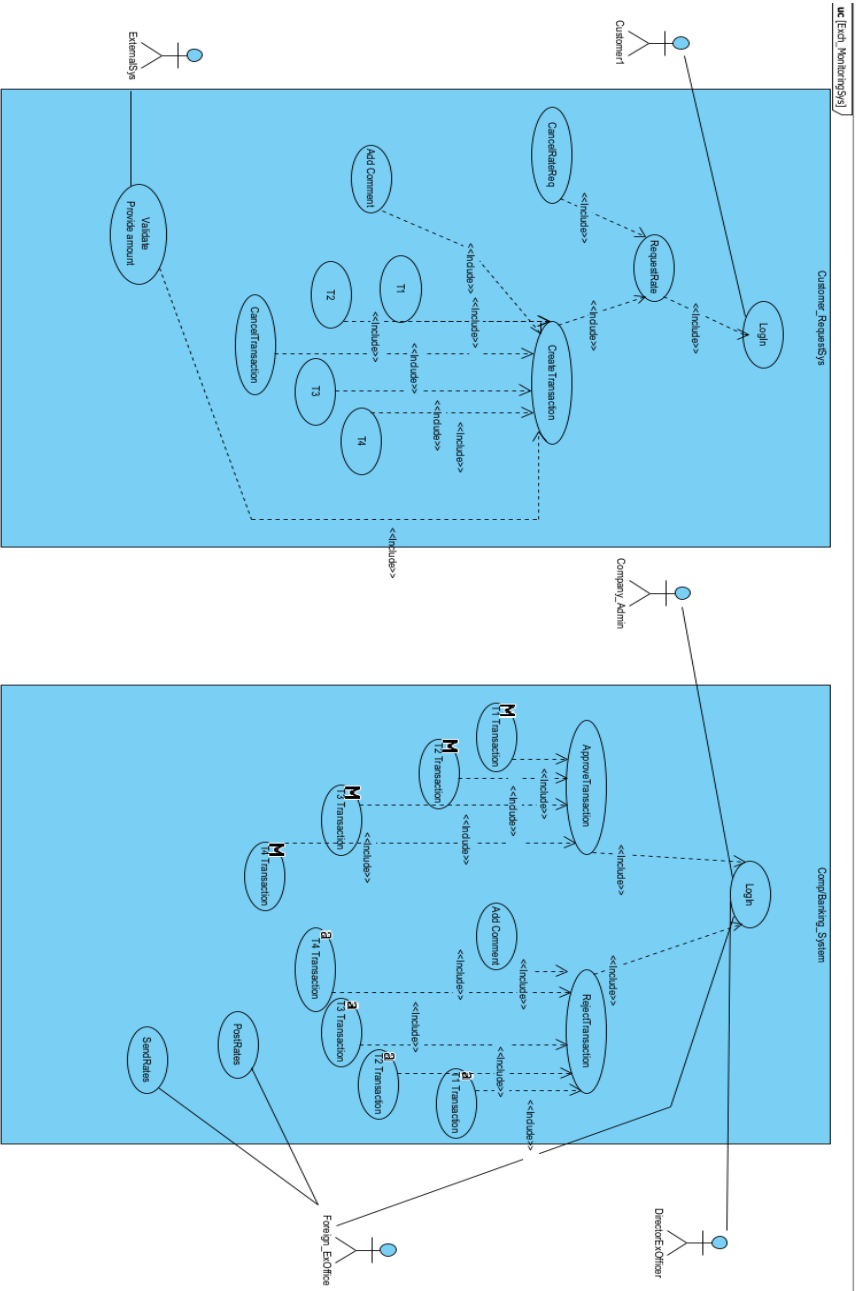 uc [Exch_MonitoringSys]
Customer1
ExternalSys
Customer_RequestSys
LogIn
<<Include>>
RequestRate
<<Include>>
CancelRateReq
<<Include>>
CreateTransaction
Add Comment
<<Include>>
T1
<<Include>>
T2
<<Include>>
CancelTransaction
<<Include>>
T3
<<Include>>
T4
<<Include>>
Validate
Provide amount
<<Include>>
Company_Admin
Comp/Banking_System
LogIn
<<Include>>
ApproveTransaction
<<Include>>
T1 Transaction
<<Include>>
T2 Transaction
<<Include>>
T3 Transaction
<<Include>>
T4 Transaction
M
M
M
M
<<Include>>
RejectTransaction
Add Comment
<<Include>>
<<Include>>
T4 Transaction
<<Include>>
T3 Transaction
<<Include>>
T2 Transaction
<<Include>>
T1 Transaction
a
a
a
a
PostRates
SendRates
DirectorExOfficer
Foreign_ExOffice